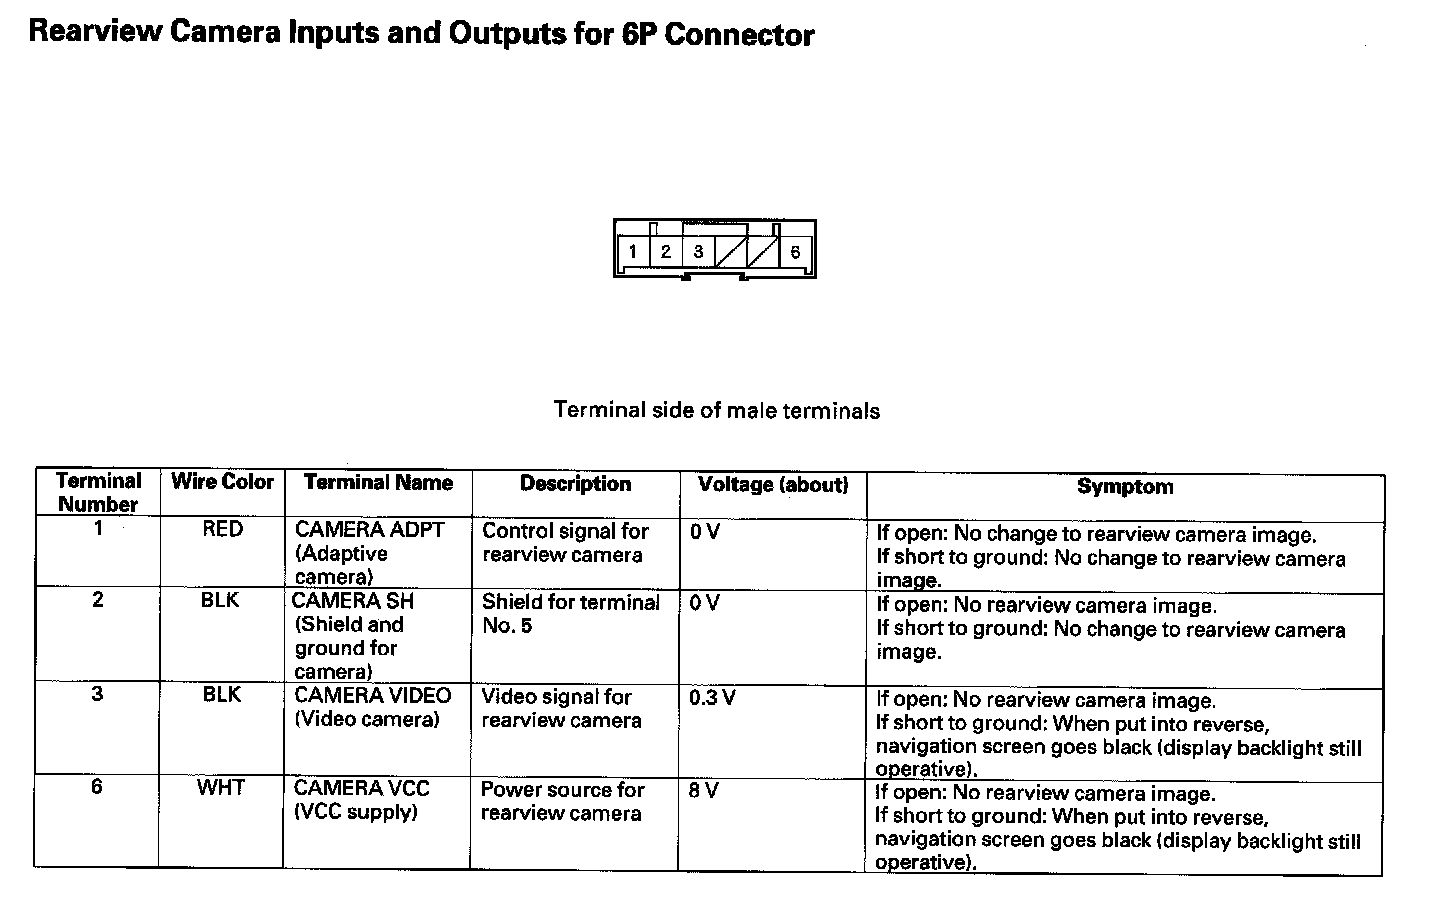 Rearview Camera Inputs and Outputs for 6P Connector
1 2 3 6
Terminal side of male terminals
Terminal Number Wire Color Terminal Name Description Voltage (about) Symptom
1 RED CAMERA ADPT (Adaptive camera) Control signal for rearview camera 0 V If open: No change to rearview camera image.
If short to ground: No change to rearview camera image.
2 BLK CAMERA SH (Shield and ground for camera) Shield for terminal No. 5 0 V If open: No rearview camera image.
If short to ground: No change to rearview camera image.
3 BLK CAMERA VIDEO (Video camera) Video signal for rearview camera 0.3 V If open: No rearview camera image.
If short to ground: When put into reverse, navigation screen goes black (display backlight still operative).
6 WHT CAMERA VCC (VCC supply) Power source for rearview camera 8 V If open: No rearview camera image.
If short to ground: When put into reverse, navigation screen goes black (display backlight still operative).